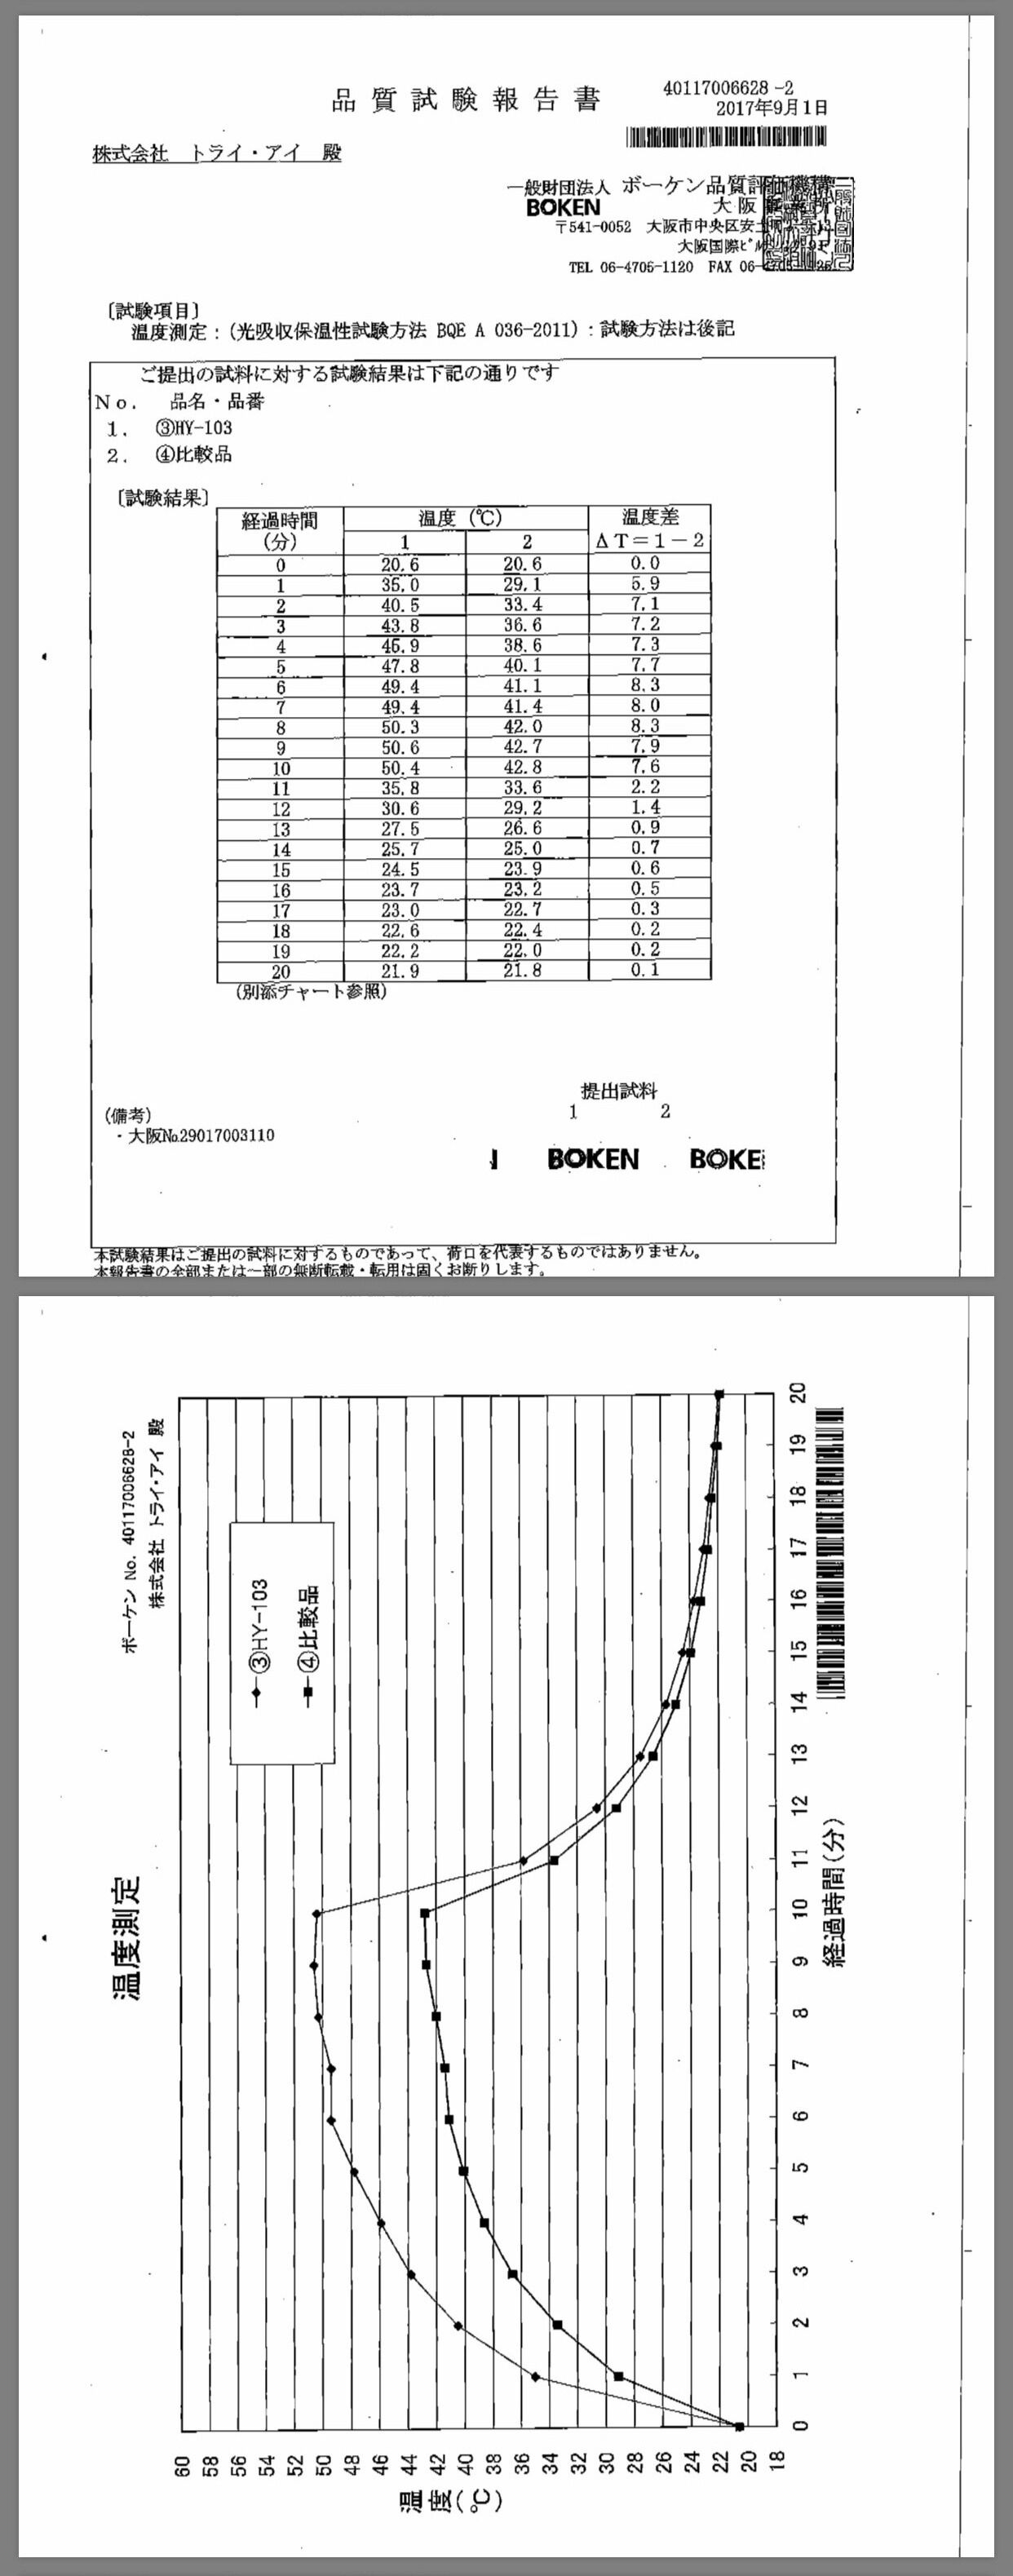 品質試験報告書
40117006628-2
2017年9月1日
株式会社 トライ・アイ 殿
一般財団法人 ボーケン品質評価機構
BOKEN
大阪
〒541-0052 大阪市中央区安土町
大阪国際ビル
TEL 06-4706-1120 FAX 06-
〔試験項目〕
温度測定:(光吸収保温性試験方法 BQE A 036-2011):試験方法は後記
ご提出の試料に対する試験結果は下記の通りです
No. 品名・品番
1. ③HY-103
2. ④比較品
〔試験結果〕
経過時間 温度 (℃) 温度差
(分) 1 2 ΔT=1-2
0 20.6 20.6 0.0
1 35.0 29.1 5.9
2 40.5 33.4 7.1
3 43.8 36.6 7.2
4 45.9 38.6 7.3
5 47.8 40.1 7.7
6 49.4 41.1 8.3
7 49.4 41.4 8.0
8 50.3 42.0 8.3
9 50.6 42.7 7.9
10 50.4 42.8 7.6
11 35.8 33.6 2.2
12 30.6 29.2 1.4
13 27.5 26.6 0.9
14 25.7 25.0 0.7
15 24.5 23.9 0.6
16 23.7 23.2 0.5
17 23.0 22.7 0.3
18 22.6 22.4 0.2
19 22.2 22.0 0.2
20 21.9 21.8 0.1
(別添チャート参照)
提出試料
1 2
(備考)
・大阪№29017003110
BOKEN BOKE
本試験結果はご提出の試料に対するものであって、荷口を代表するものではありません。
本報告書の全部または一部の無断転載・転用は固くお断りします。
ボーケン No. 40117006628-2
株式会社 トライ・アイ 殿
温度測定
③HY-103
④比較品
温度(℃)
60 58 56 54 52 50 48 46 44 42 40 38 36 34 32 30 28 26 24 22 20 18
0 1 2 3 4 5 6 7 8 9 10 11 12 13 14 15 16 17 18 19 20
経過時間(分)